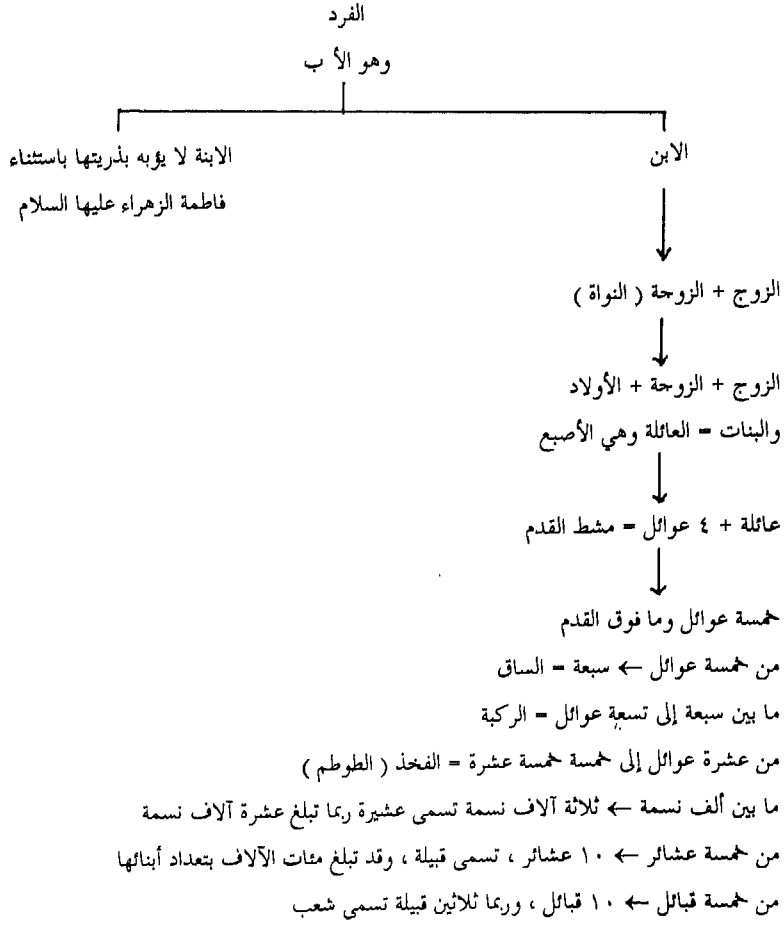 الفرد
وهو الأ ب
الابن
الابنة لا يؤبه بذريتها باستثناء
فاطمة الزهراء عليها السلام
الزوج + الزوجة ( النواة )
الزوج + الزوجة + الأولاد
والبنات = العائلة وهي الأصبع
عائلة + ٤ عوائل = مشط القدم
خمسة عوائل وما فوق القدم
من خمسة عوائل ← سبعة = الساق
ما بين سبعة إلى تسعة عوائل = الركبة
من عشرة عوائل إلى خمسة خمسة عشرة = الفخذ ( الطوطم )
ما بين ألف نسمة ← ثلاثة آلاف نسمة تسمى عشيرة ربما تبلغ عشرة آلاف نسمة
من خمسة عشائر ← ١٠ عشائر ، تسمى قبيلة ، وقد تبلغ مئات الآلاف بتعداد أبنائها
من خمسة قبائل ← ١٠ قبائل ، وربما ثلاثين قبيلة تسمى شعب